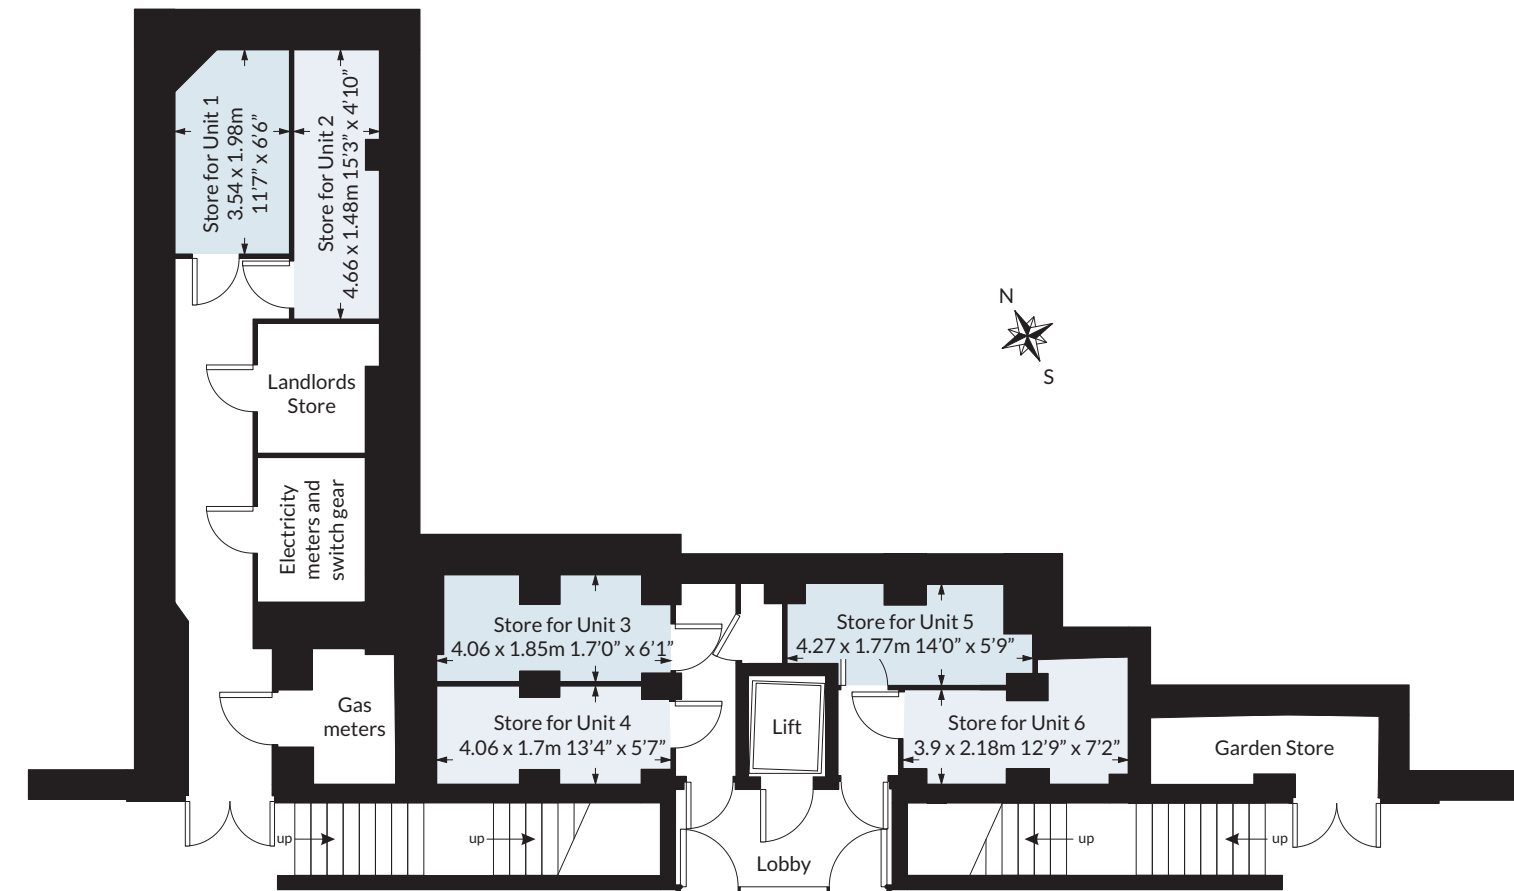 Store for Unit 1
3.54 x 1.98m
11’7” x 6’6”
Store for Unit 2
4.66 x 1.48m 15’3” x 4’10”
N
S
Landlords
Store
Electricity
meters and
switch gear
Gas
meters
Store for Unit 3
4.06 x 1.85m 1.7’0” x 6’1”
Store for Unit 4
4.06 x 1.7m 13’4” x 5’7”
Lift
Store for Unit 5
4.27 x 1.77m 14’0” x 5’9”
Store for Unit 6
3.9 x 2.18m 12’9” x 7’2”
Garden Store
up
up
Lobby
up
up